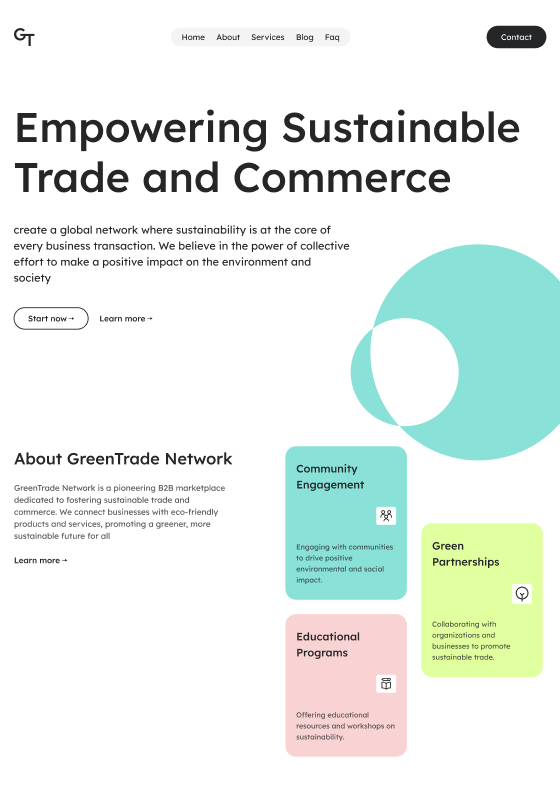 GT
Home About Services Blog Faq
Contact
Empowering Sustainable
Trade and Commerce
create a global network where sustainability is at the core of
every business transaction. We believe in the power of collective
effort to make a positive impact on the environment and
society
Start now→
Learn more→
About GreenTrade Network
GreenTrade Network is a pioneering B2B marketplace
dedicated to fostering sustainable trade and
commerce. We connect businesses with eco-friendly
products and services, promoting a greener, more
sustainable future for all
Learn more→
Community
Engagement
Engaging with communities
to drive positive
environmental and social
impact.
Green
Partnerships
Collaborating with
organizations and
businesses to promote
sustainable trade.
Educational
Programs
Offering educational
resources and workshops on
sustainability.